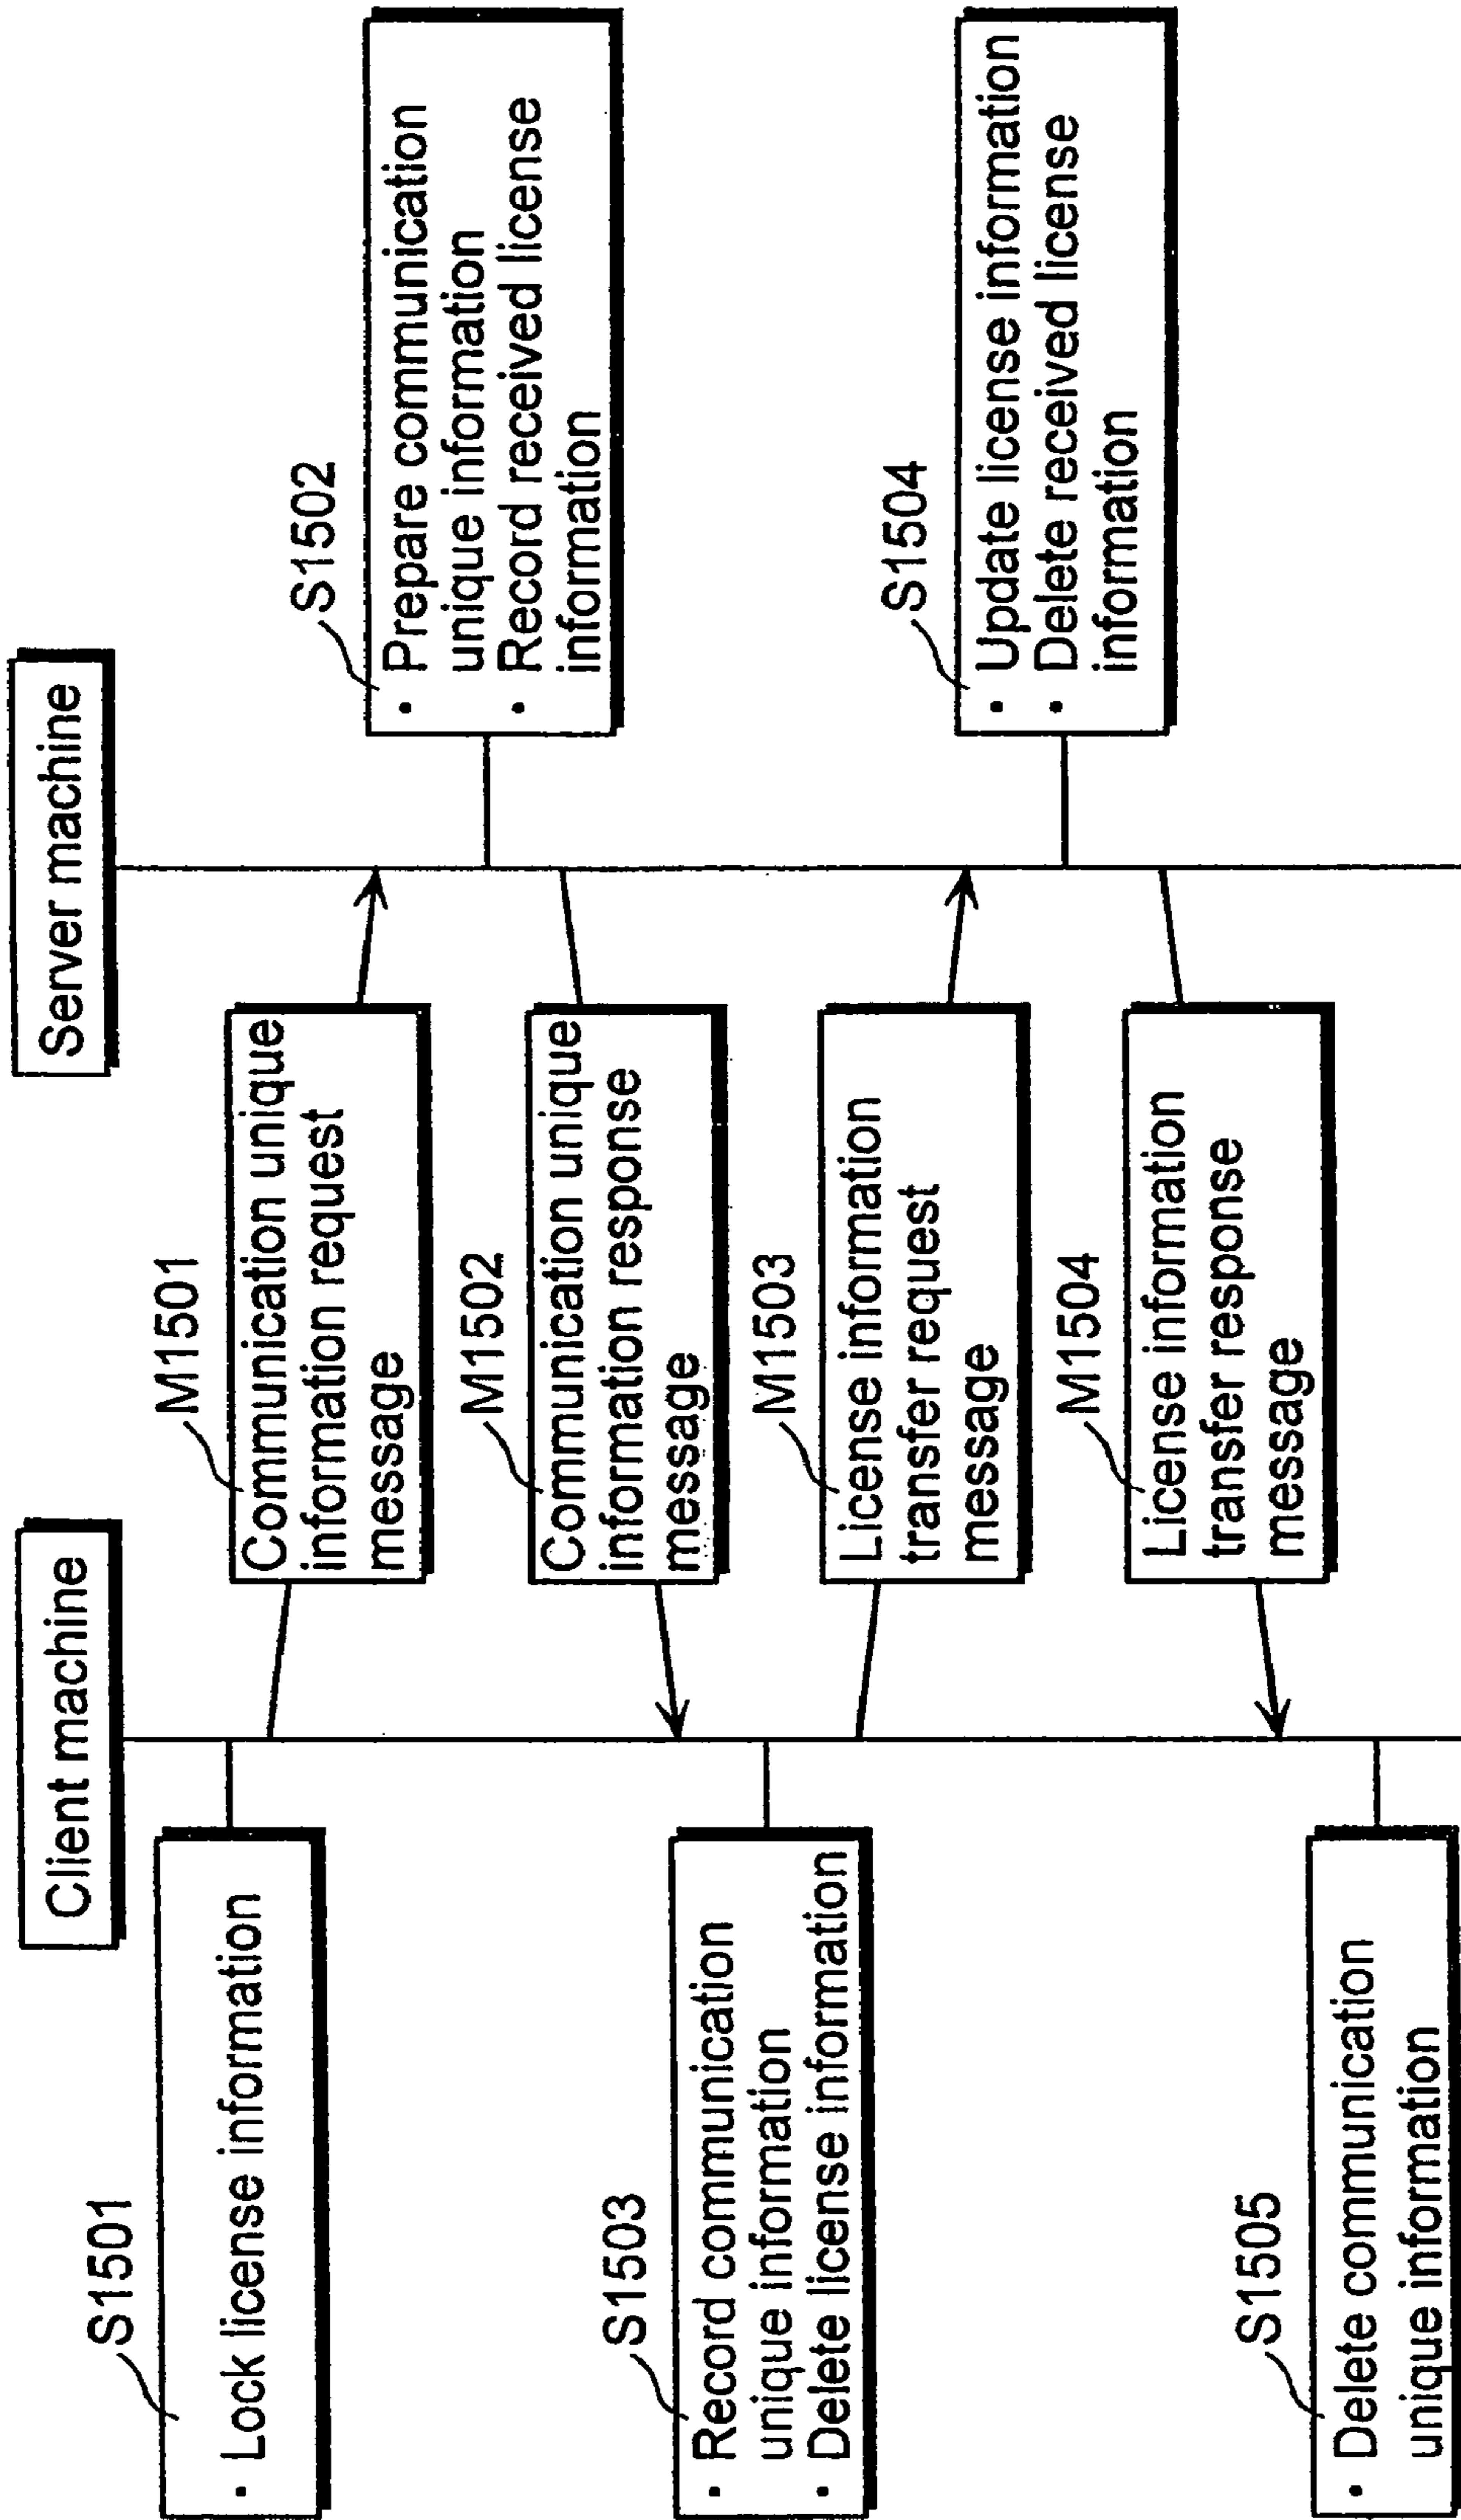 Client machine
Server machine
S1501
• Lock license information
M1501
Communication unique
information request
message
S1502
• Prepare communication
unique information
• Record received license
information
M1502
Communication unique
information response
message
S1503
• Record communication
unique information
• Delete license information
M1503
License information
transfer request
message
S1504
• Update license information
• Delete received license
information
M1504
License information
transfer response
message
S1505
• Delete communication
unique information